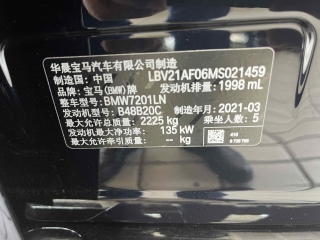 华晨宝马汽车有限公司制造
制造国: 中国 LBV21AF06MS021459
品牌: 宝马(BMW)牌 发动机排量: 1998 mL
整车型号: BMW7201LN
发动机型号: B48B20C 制造年月: 2021-03
最大允许总质量: 2225 kg 乘坐人数: 5
发动机最大净功率: 135 kW
最大允许牵引质量: - kg